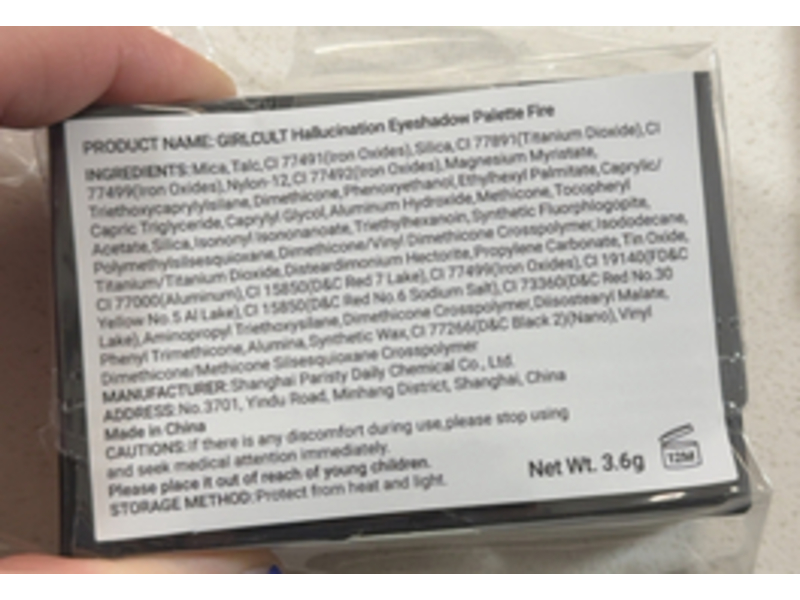 PRODUCT NAME: GIRLCULT Hallucination Eyeshadow Palette Fire
INGREDIENTS:Mica,Talc,CI 77491(Iron Oxides),Silica,CI 77891(Titanium Dioxide),CI
77499(Iron Oxides),Nylon-12,CI 77492(Iron Oxides),Magnesium Myristate,
Triethoxycaprylylsilane,Dimethicone,Phenoxyethanol,Ethylhexyl Palmitate,Caprylic/
Capric Triglyceride,Caprylyl Glycol,Aluminum Hydroxide,Methicone,Tocopheryl
Acetate,Silica,Isononyl Isononanoate,Triethylhexanoin,Synthetic Fluorphlogopite,
Polymethylsilsesquioxane,Dimethicone/Vinyl Dimethicone Crosspolymer,Isododecane,
Titanium/Titanium Dioxide,Disteardimonium Hectorite,Propylene Carbonate,Tin Oxide,
CI 77000(Aluminum),CI 15850(D&C Red 7 Lake),CI 77499(Iron Oxides),CI 19140(FD&C
Yellow No.5 Al Lake),CI 15850(D&C Red No.6 Sodium Salt),CI 73360(D&C Red No.30
Lake),Aminopropyl Triethoxysilane,Dimethicone Crosspolymer,Diisostearyl Malate,
Phenyl Trimethicone,Alumina,Synthetic Wax,CI 77266(D&C Black 2)(Nano),Vinyl
Dimethicone/Methicone Silsesquioxane Crosspolymer
MANUFACTURER:Shanghai Paristy Daily Chemical Co., Ltd.
ADDRESS:No.3701, Yindu Road, Minhang District, Shanghai, China
Made in China
CAUTIONS:If there is any discomfort during use,please stop using
and seek medical attention immediately.
Please place it out of reach of young children.
STORAGE METHOD:Protect from heat and light.
Net Wt. 3.6g
12M